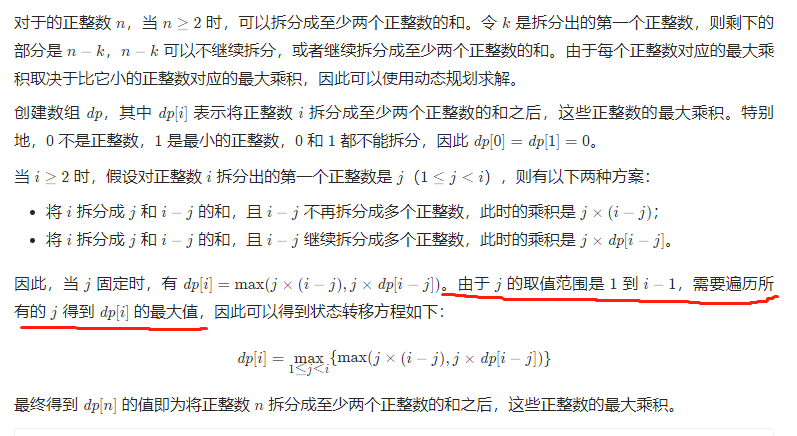 对于的正整数 n，当 n ≥ 2 时，可以拆分成至少两个正整数的和。令 k 是拆分出的第一个正整数，则剩下的
部分是 n − k，n − k 可以不继续拆分，或者继续拆分成至少两个正整数的和。由于每个正整数对应的最大乘
积取决于比它小的正整数对应的最大乘积，因此可以使用动态规划求解。
创建数组 dp，其中 dp[i] 表示将正整数 i 拆分成至少两个正整数的和之后，这些正整数的最大乘积。特别
地，0 不是正整数，1 是最小的正整数，0 和 1 都不能拆分，因此 dp[0] = dp[1] = 0。
当 i ≥ 2 时，假设对正整数 i 拆分出的第一个正整数是 j（1 ≤ j < i），则有以下两种方案：
• 将 i 拆分成 j 和 i − j 的和，且 i − j 不再拆分成多个正整数，此时的乘积是 j × (i − j)；
• 将 i 拆分成 j 和 i − j 的和，且 i − j 继续拆分成多个正整数，此时的乘积是 j × dp[i − j]。
因此，当 j 固定时，有 dp[i] = max(j × (i − j), j × dp[i − j])。由于 j 的取值范围是 1 到 i − 1，需要遍历所
有的 j 得到 dp[i] 的最大值，因此可以得到状态转移方程如下：
dp[i] = max{max(j × (i − j), j × dp[i − j])}
1≤j<i
最终得到 dp[n] 的值即为将正整数 n 拆分成至少两个正整数的和之后，这些正整数的最大乘积。